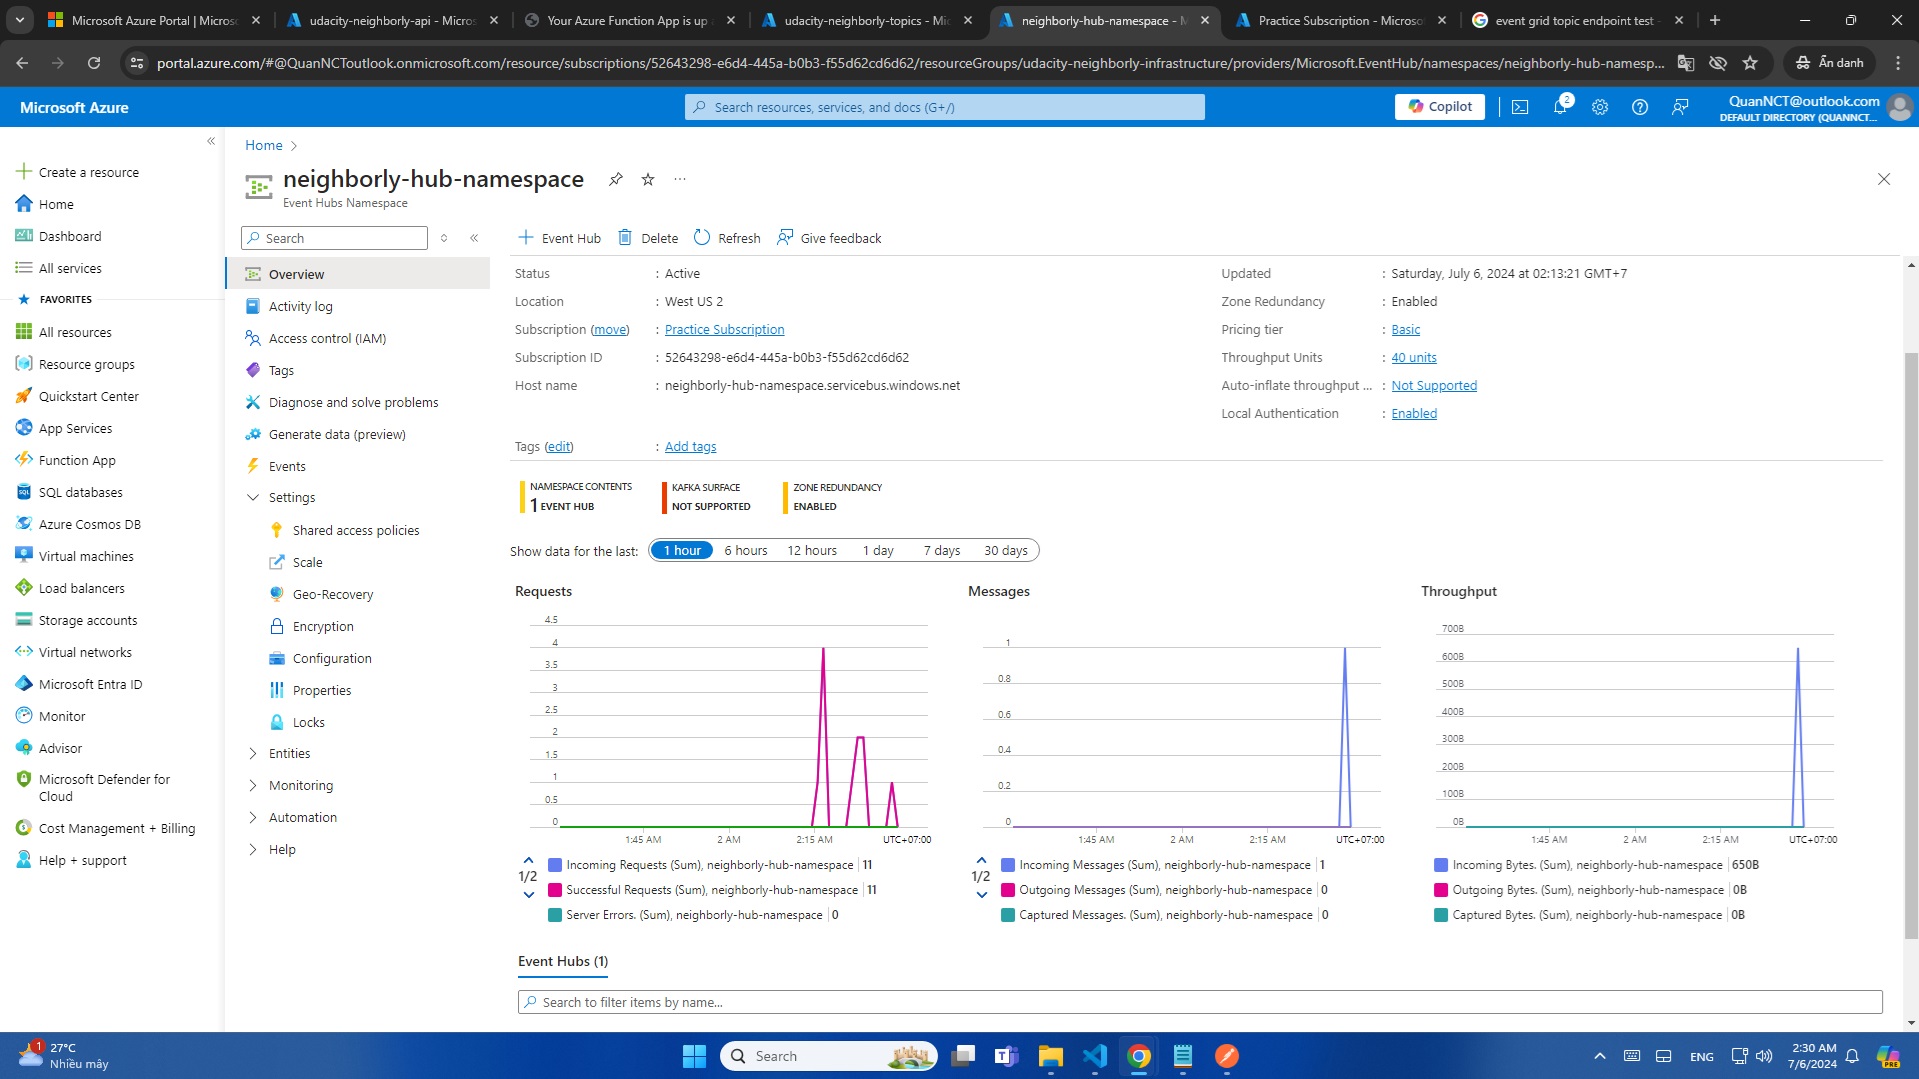 Microsoft Azure Portal | Micros
udacity-neighborly-api - Micros
Your Azure Function App is up
udacity-neighborly-topics - Mic
neighborly-hub-namespace - M
Practice Subscription - Microso
event grid topic endpoint test -
portal.azure.com/#@QuanNCToutlook.onmicrosoft.com/resource/subscriptions/52643298-e6d4-445a-b0b3-f55d62cd6d62/resourceGroups/udacity-neighborly-infrastructure/providers/Microsoft.EventHub/namespaces/neighborly-hub-namesp...
Ẩn danh
Microsoft Azure
Search resources, services, and docs (G+/)
Copilot
2
QuanNCT@outlook.com
DEFAULT DIRECTORY (QUANNCT...
Create a resource
Home
Dashboard
All services
FAVORITES
All resources
Resource groups
Quickstart Center
App Services
Function App
SQL databases
Azure Cosmos DB
Virtual machines
Load balancers
Storage accounts
Virtual networks
Microsoft Entra ID
Monitor
Advisor
Microsoft Defender for
Cloud
Cost Management + Billing
Help + support
Home
neighborly-hub-namespace
Event Hubs Namespace
Search
Overview
Activity log
Access control (IAM)
Tags
Diagnose and solve problems
Generate data (preview)
Events
Settings
Shared access policies
Scale
Geo-Recovery
Encryption
Configuration
Properties
Locks
Entities
Monitoring
Automation
Help
Event Hub
Delete
Refresh
Give feedback
Status : Active
Location : West US 2
Subscription (move) : Practice Subscription
Subscription ID : 52643298-e6d4-445a-b0b3-f55d62cd6d62
Host name : neighborly-hub-namespace.servicebus.windows.net
Tags (edit) : Add tags
Updated : Saturday, July 6, 2024 at 02:13:21 GMT+7
Zone Redundancy : Enabled
Pricing tier : Basic
Throughput Units : 40 units
Auto-inflate throughput ... : Not Supported
Local Authentication : Enabled
NAMESPACE CONTENTS
1 EVENT HUB
KAFKA SURFACE
NOT SUPPORTED
ZONE REDUNDANCY
ENABLED
Show data for the last:
1 hour
6 hours
12 hours
1 day
7 days
30 days
Requests
4.5
4
3.5
3
2.5
2
1.5
1
0.5
0
1:45 AM
2 AM
2:15 AM
UTC+07:00
1/2
Incoming Requests (Sum), neighborly-hub-namespace 11
Successful Requests (Sum), neighborly-hub-namespace 11
Server Errors. (Sum), neighborly-hub-namespace 0
Messages
1
0.8
0.6
0.4
0.2
0
1:45 AM
2 AM
2:15 AM
UTC+07:00
1/2
Incoming Messages (Sum), neighborly-hub-namespace 1
Outgoing Messages (Sum), neighborly-hub-namespace 0
Captured Messages. (Sum), neighborly-hub-namespace 0
Throughput
700B
600B
500B
400B
300B
200B
100B
0B
1:45 AM
2 AM
2:15 AM
UTC+07:00
Incoming Bytes. (Sum), neighborly-hub-namespace 650B
Outgoing Bytes. (Sum), neighborly-hub-namespace 0B
Captured Bytes. (Sum), neighborly-hub-namespace 0B
Event Hubs (1)
Search to filter items by name...
1
27°C
Nhiều mây
Search
ENG
2:30 AM
7/6/2024
PRE